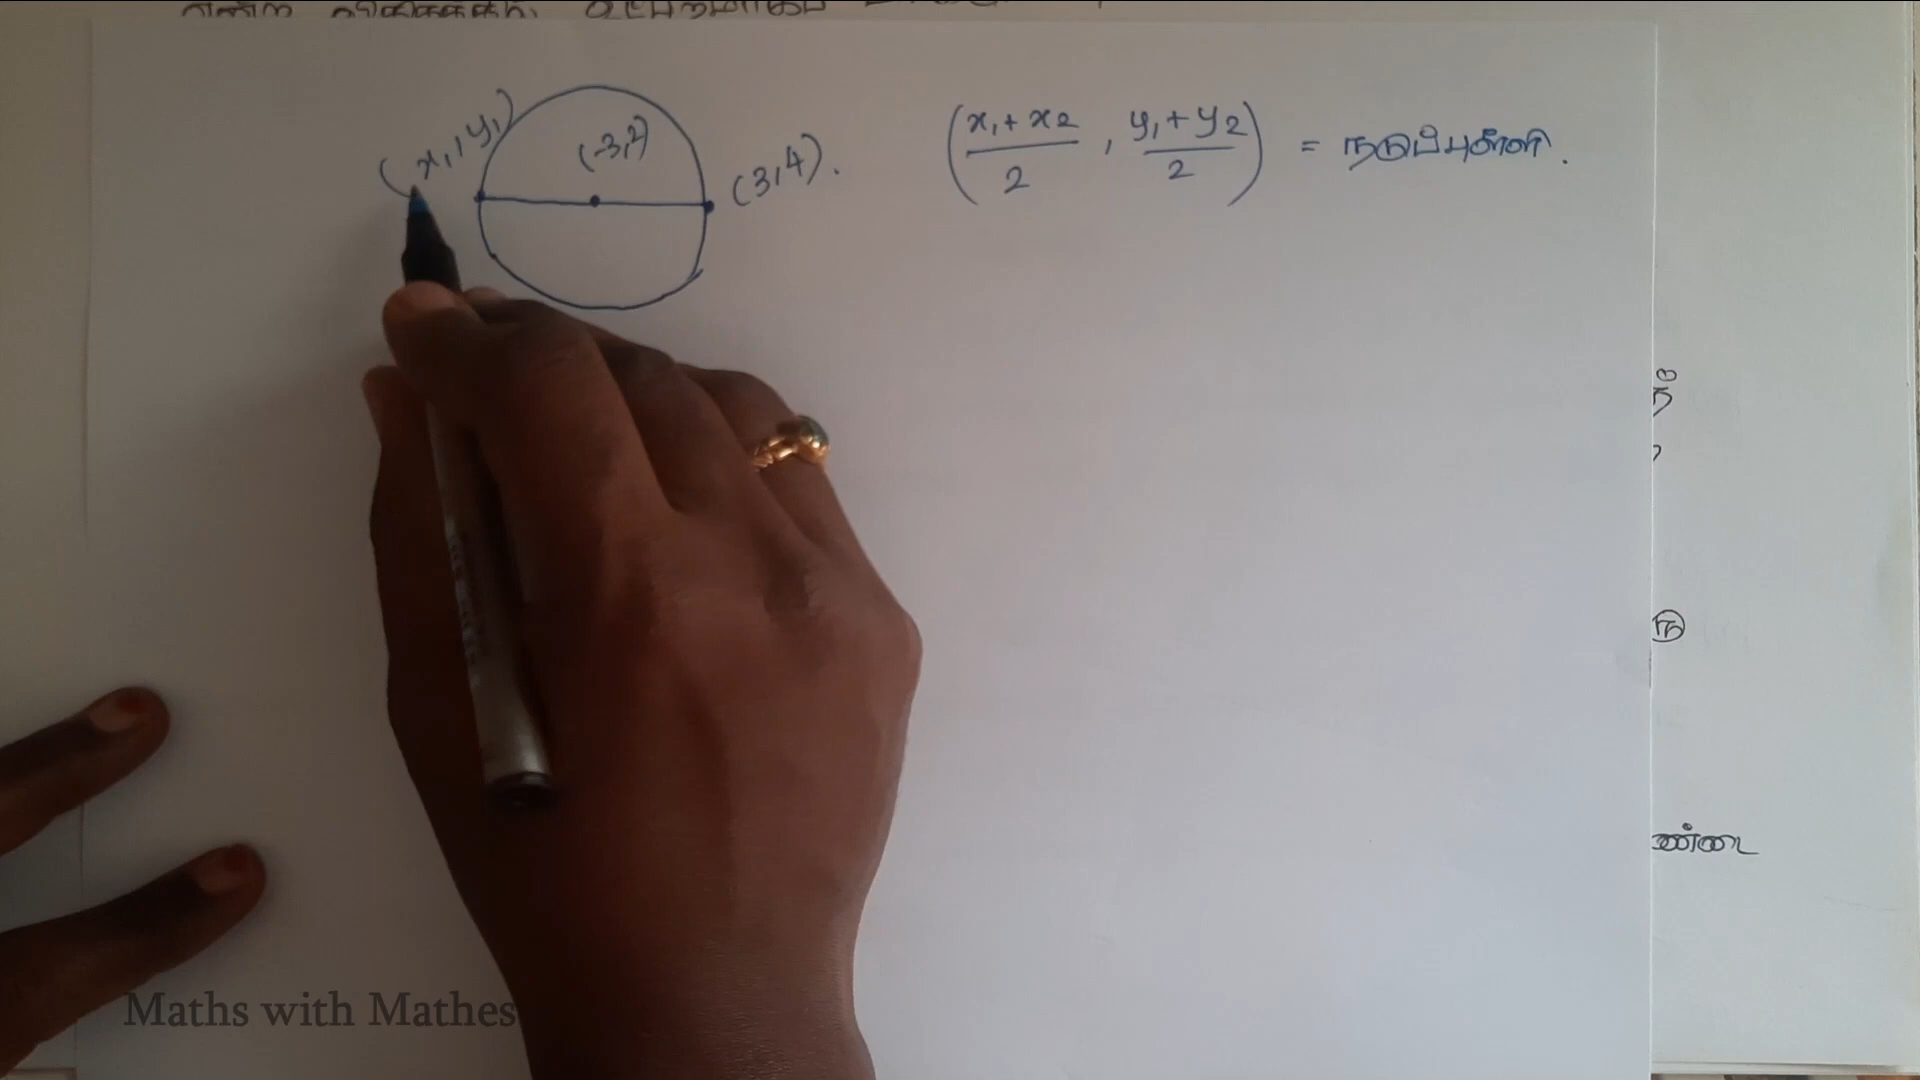 (x₁, y₁)
(-3, 2)
(3, 4).
(x₁ + x₂ / 2 , y₁ + y₂ / 2) = நடுப்புள்ளி.
ண்டை
Maths with Mathes